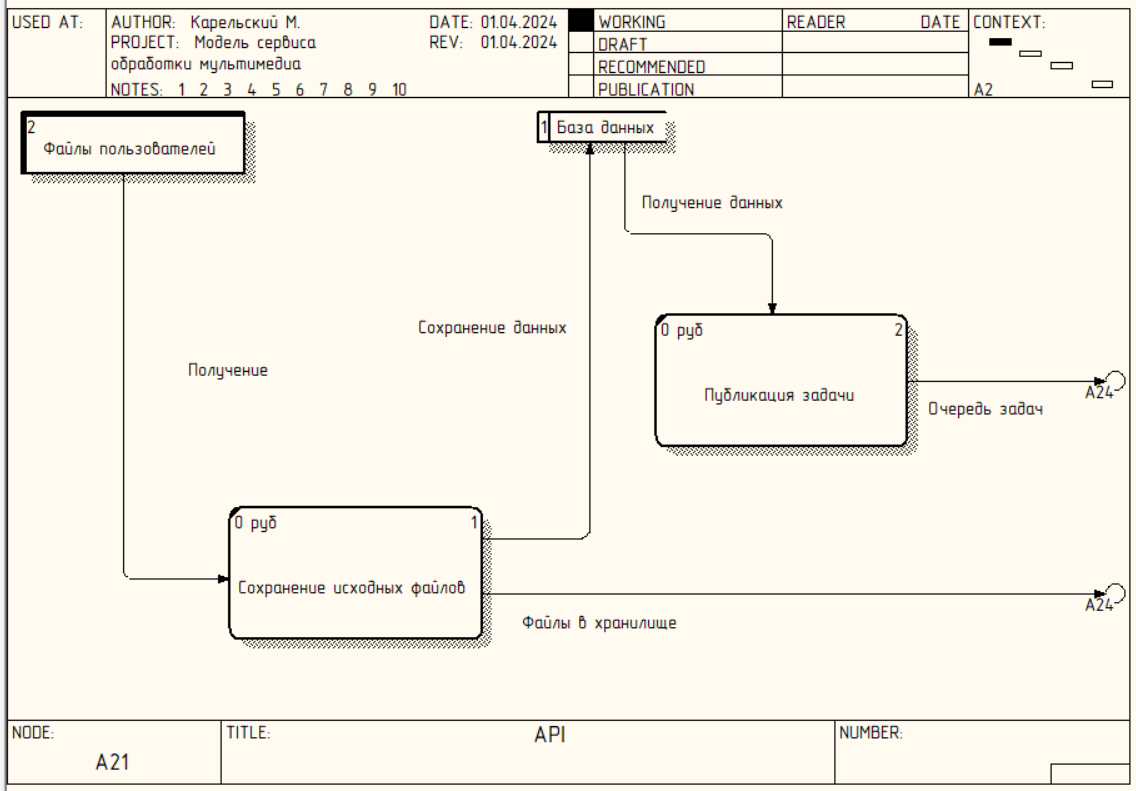 USED AT:
AUTHOR: Карельский М.
DATE: 01.04.2024
PROJECT: Модель сервиса
REV: 01.04.2024
обработки мультимедиа
NOTES: 1 2 3 4 5 6 7 8 9 10
WORKING
DRAFT
RECOMMENDED
PUBLICATION
READER DATE
CONTEXT:
A2
2
Файлы пользователей
1 База данных
Получение данных
Сохранение данных
Получение
0 руб 2
Публикация задачи
A24
Очередь задач
0 руб 1
Сохранение исходных файлов
A24
Файлы в хранилище
NODE:
A21
TITLE:
API
NUMBER: